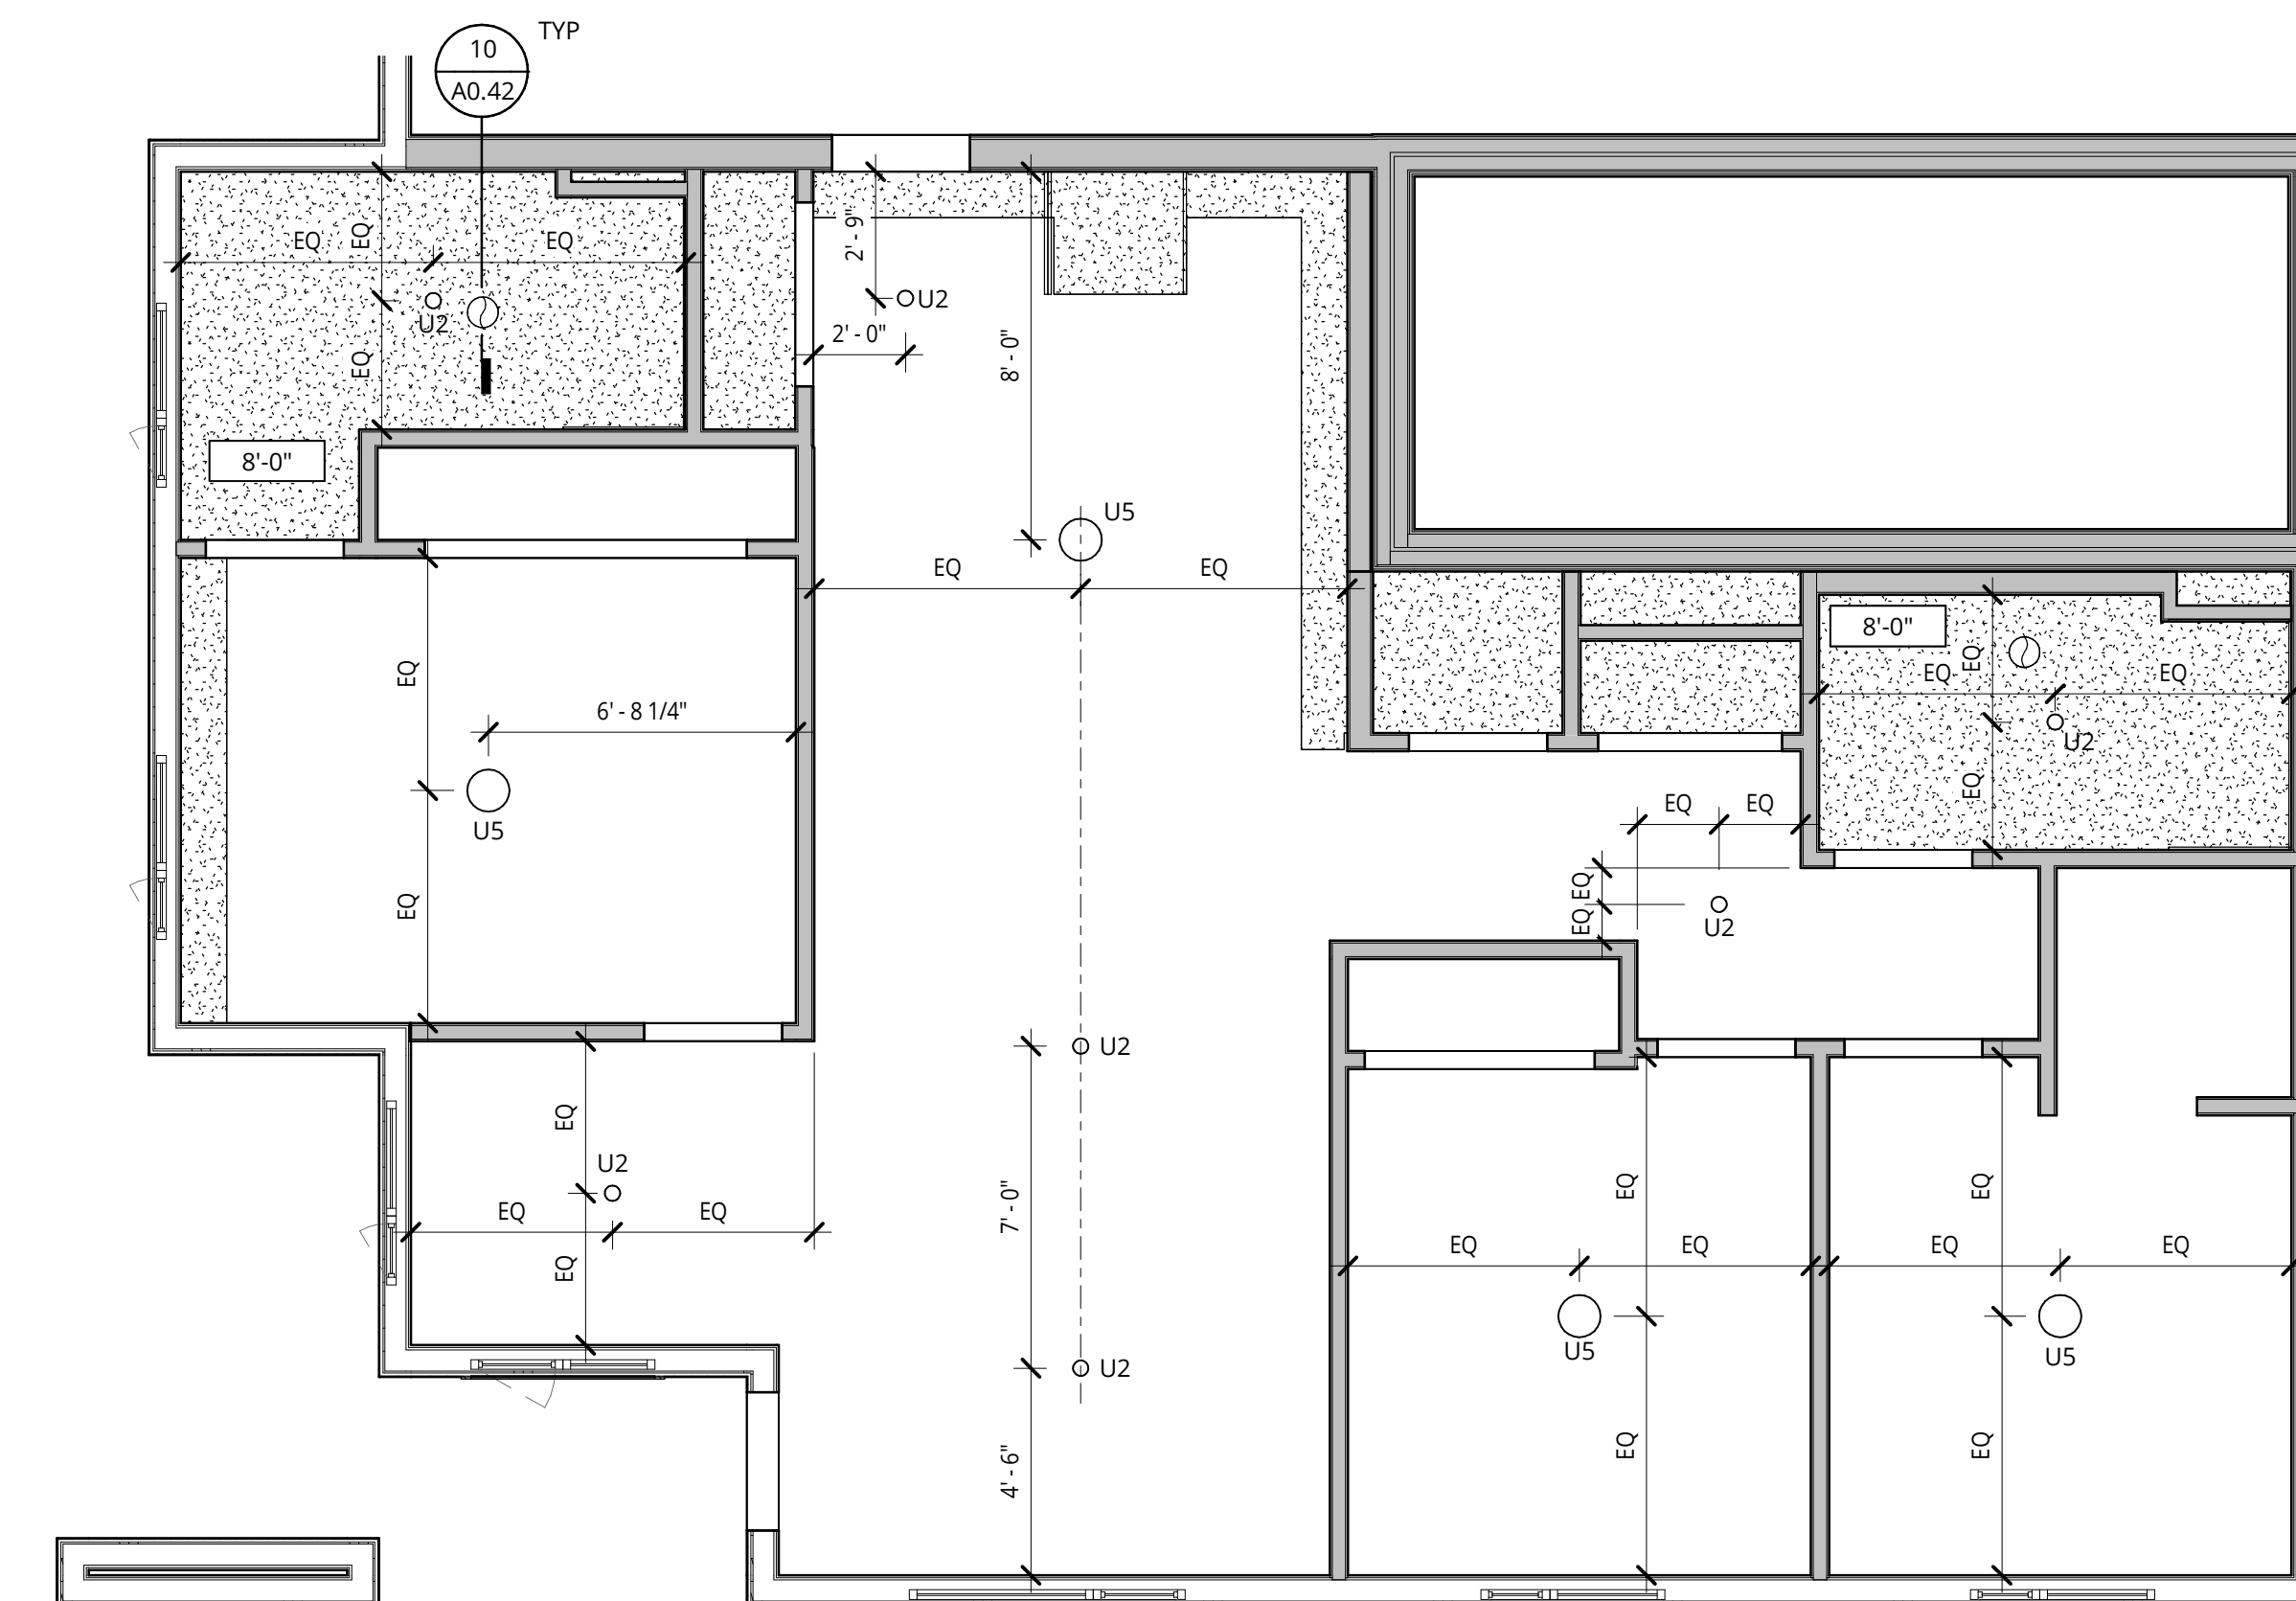 TYP
10
A0.42
EQ
EQ
EQ
2' - 9"
U2
U2
2' - 0"
8' - 0"
EQ
8'-0"
U5
EQ
EQ
8'-0"
EQ
EQ
EQ
EQ
6' - 8 1/4"
U2
EQ
EQ
EQ
U5
EQ
EQ
EQ
EQ
U2
U2
EQ
U2
EQ
EQ
7' - 0"
EQ
EQ
EQ
EQ
EQ
EQ
EQ
U5
U5
U2
EQ
EQ
4' - 6"